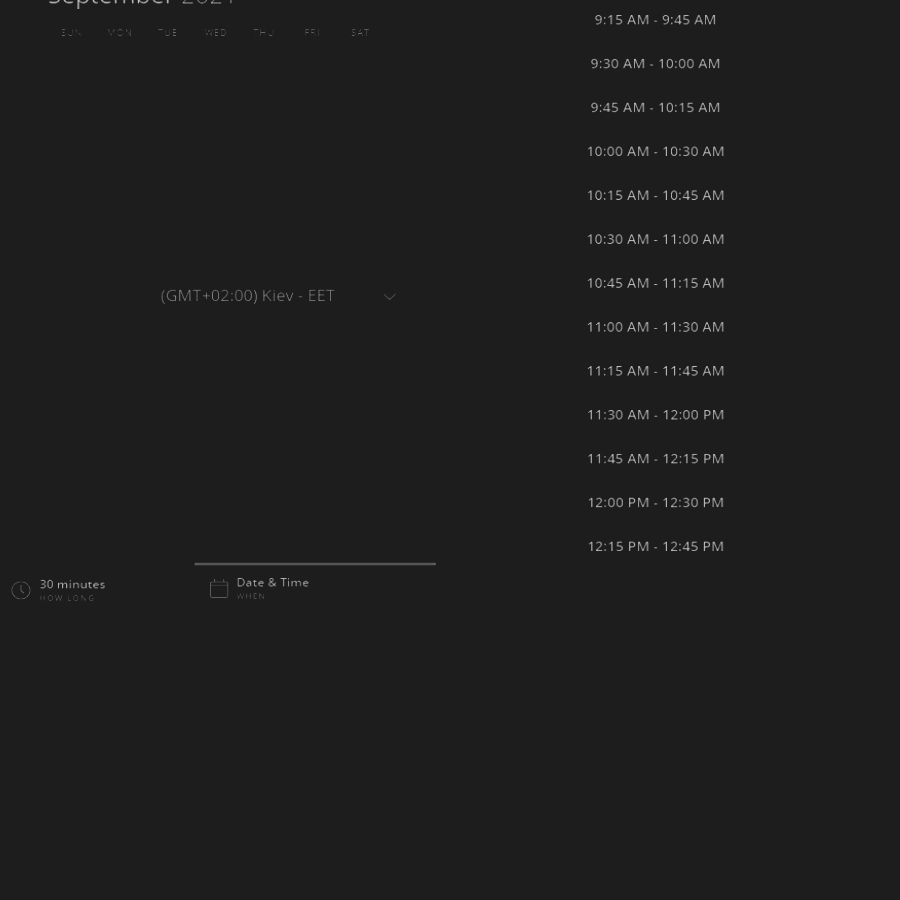 September 2021
SUN MON TUE WED THU FRI SAT
(GMT+02:00) Kiev - EET
9:15 AM - 9:45 AM
9:30 AM - 10:00 AM
9:45 AM - 10:15 AM
10:00 AM - 10:30 AM
10:15 AM - 10:45 AM
10:30 AM - 11:00 AM
10:45 AM - 11:15 AM
11:00 AM - 11:30 AM
11:15 AM - 11:45 AM
11:30 AM - 12:00 PM
11:45 AM - 12:15 PM
12:00 PM - 12:30 PM
12:15 PM - 12:45 PM
30 minutes
HOW LONG
Date & Time
WHEN